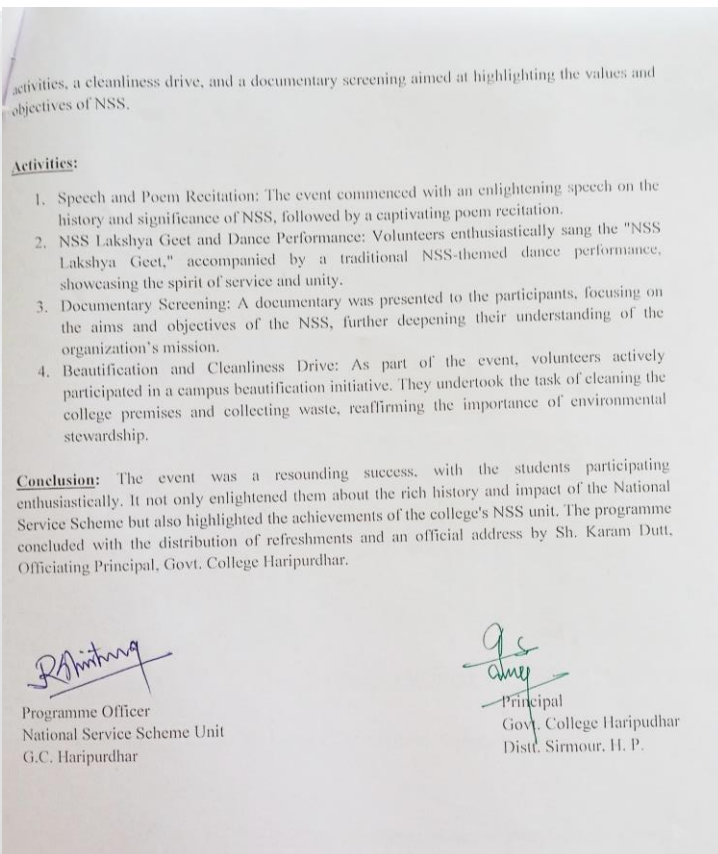 activities, a cleanliness drive, and a documentary screening aimed at highlighting the values and
objectives of NSS.
Activities:
1. Speech and Poem Recitation: The event commenced with an enlightening speech on the
history and significance of NSS, followed by a captivating poem recitation.
2. NSS Lakshya Geet and Dance Performance: Volunteers enthusiastically sang the "NSS
Lakshya Geet," accompanied by a traditional NSS-themed dance performance,
showcasing the spirit of service and unity.
3. Documentary Screening: A documentary was presented to the participants, focusing on
the aims and objectives of the NSS, further deepening their understanding of the
organization's mission.
4. Beautification and Cleanliness Drive: As part of the event, volunteers actively
participated in a campus beautification initiative. They undertook the task of cleaning the
college premises and collecting waste, reaffirming the importance of environmental
stewardship.
Conclusion: The event was a resounding success, with the students participating
enthusiastically. It not only enlightened them about the rich history and impact of the National
Service Scheme but also highlighted the achievements of the college's NSS unit. The programme
concluded with the distribution of refreshments and an official address by Sh. Karam Dutt,
Officiating Principal, Govt. College Haripurdhar.
Programme Officer
National Service Scheme Unit
G.C. Haripurdhar
Principal
Govt. College Haripudhar
Distt. Sirmour, H. P.